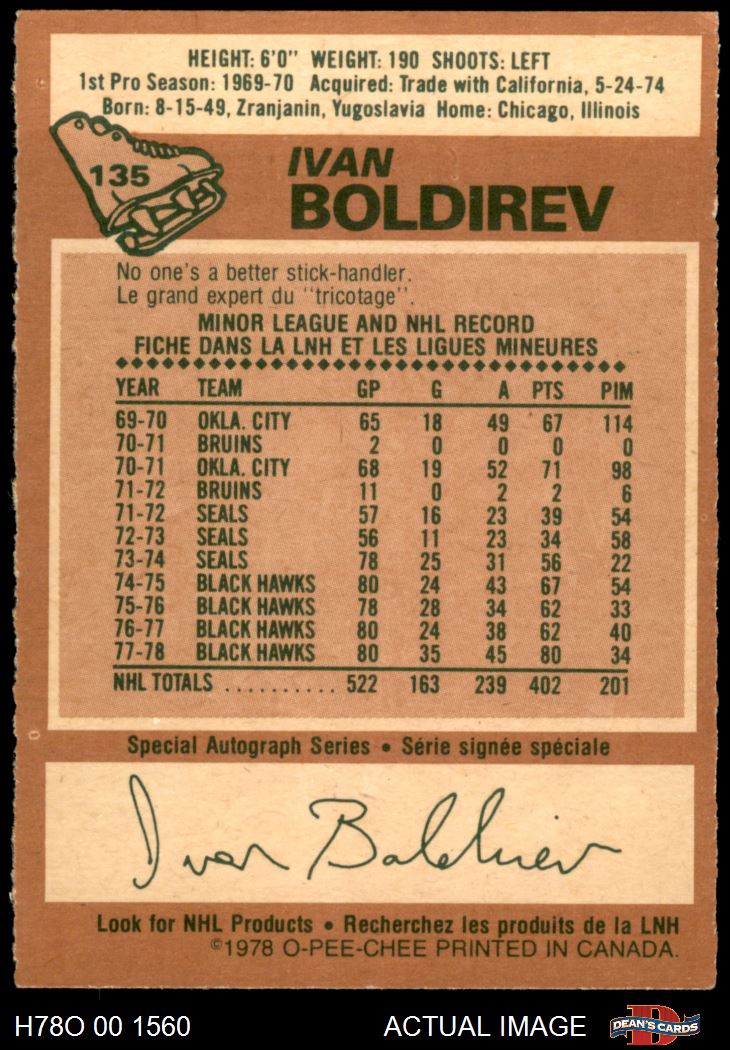 HEIGHT: 6'0" WEIGHT: 190 SHOOTS: LEFT
1st Pro Season: 1969-70 Acquired: Trade with California, 5-24-74
Born: 8-15-49, Zranjanin, Yugoslavia Home: Chicago, Illinois
135
IVAN
BOLDIREV
No one's a better stick-handler.
Le grand expert du "tricotage".
MINOR LEAGUE AND NHL RECORD
FICHE DANS LA LNH ET LES LIGUES MINEURES
YEAR TEAM GP G A PTS PIM
69-70 OKLA. CITY 65 18 49 67 114
70-71 BRUINS 2 0 0 0 0
70-71 OKLA. CITY 68 19 52 71 98
71-72 BRUINS 11 0 2 2 6
71-72 SEALS 57 16 23 39 54
72-73 SEALS 56 11 23 34 58
73-74 SEALS 78 25 31 56 22
74-75 BLACK HAWKS 80 24 43 67 54
75-76 BLACK HAWKS 78 28 34 62 33
76-77 BLACK HAWKS 80 24 38 62 40
77-78 BLACK HAWKS 80 35 45 80 34
NHL TOTALS .......... 522 163 239 402 201
Special Autograph Series • Série signée spéciale
Ivan Boldirev
Look for NHL Products • Recherchez les produits de la LNH
©1978 O-PEE-CHEE PRINTED IN CANADA.
H78O 00 1560 ACTUAL IMAGE DEAN'S CARDS